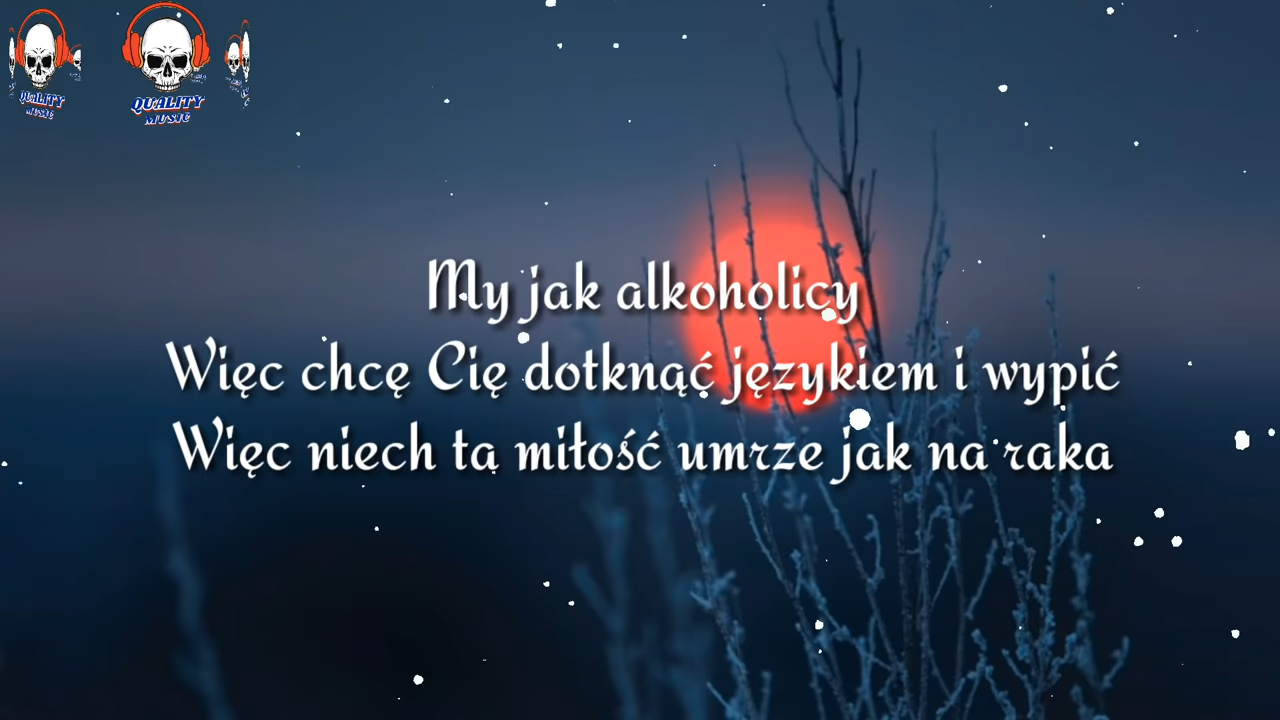 QUALITY
MUSIC
QUALITY
MUSIC
My jak alkoholicy
Więc chcę Cię dotknąć językiem i wypić
Więc niech ta miłość umrze jak na raka